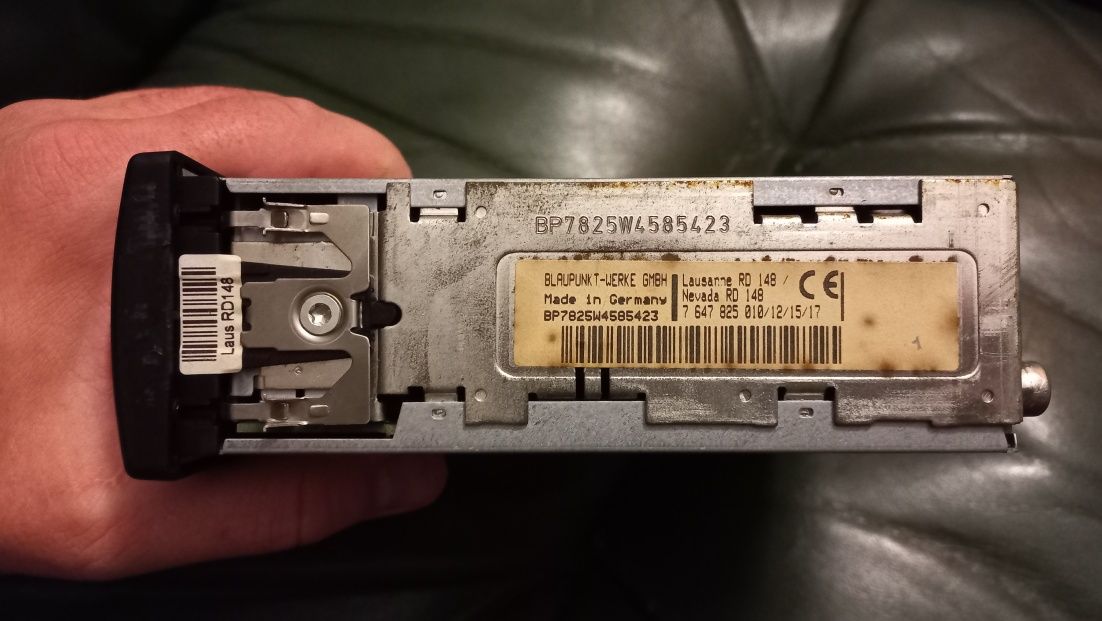 BP7825W4585423
BLAUPUNKT-WERKE GMBH
Made in Germany
BP7825W4585423
Lausanne RD 148 /
Nevada RD 148
7 647 825 010/12/15/17
CE
1
Laus RD148